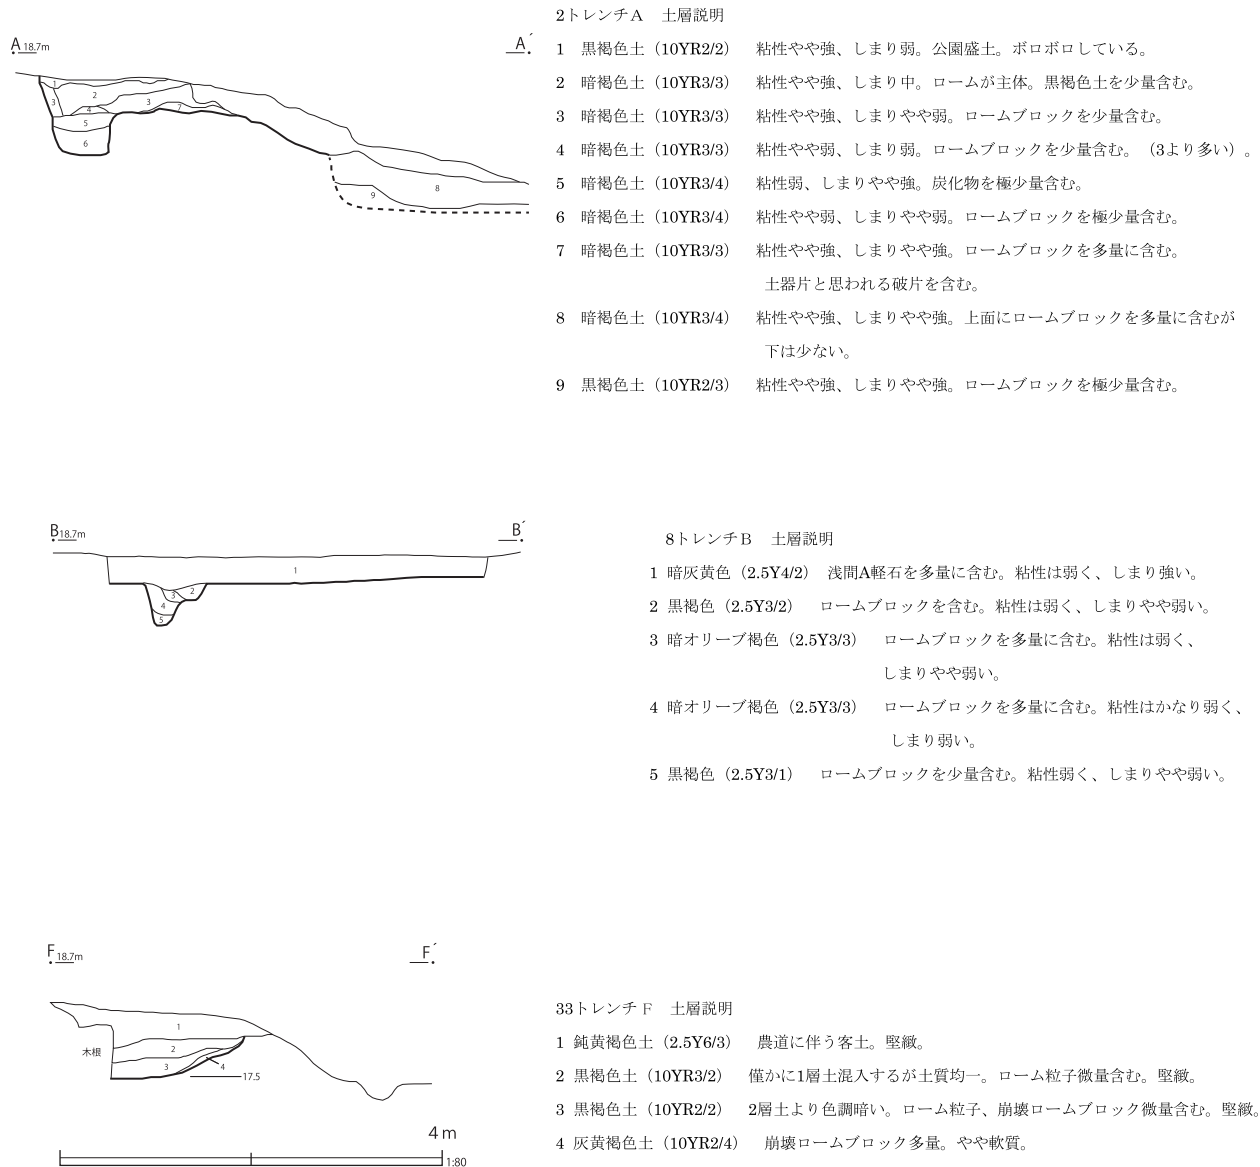 2トレンチA　土層説明
A 18.7m
A´
1　黒褐色土（10YR2/2）　粘性やや強、しまり弱。公園盛土。ボロボロしている。
2　暗褐色土（10YR3/3）　粘性やや強、しまり中。ロームが主体。黒褐色土を少量含む。
3　暗褐色土（10YR3/3）　粘性やや強、しまりやや弱。ロームブロックを少量含む。
4　暗褐色土（10YR3/3）　粘性やや弱、しまり弱。ロームブロックを少量含む。（3より多い）。
5　暗褐色土（10YR3/4）　粘性弱、しまりやや強。炭化物を極少量含む。
6　暗褐色土（10YR3/4）　粘性やや弱、しまりやや弱。ロームブロックを極少量含む。
7　暗褐色土（10YR3/3）　粘性やや強、しまりやや強。ロームブロックを多量に含む。
土器片と思われる破片を含む。
8　暗褐色土（10YR3/4）　粘性やや強、しまりやや強。上面にロームブロックを多量に含むが
下は少ない。
9　黒褐色土（10YR2/3）　粘性やや強、しまりやや強。ロームブロックを極少量含む。
1
2
3
3
4
7
5
6
8
9
B 18.7m
B´
8トレンチB　土層説明
1 暗灰黄色（2.5Y4/2）　浅間A軽石を多量に含む。粘性は弱く、しまり強い。
2 黒褐色（2.5Y3/2）　ロームブロックを含む。粘性は弱く、しまりやや弱い。
3 暗オリーブ褐色（2.5Y3/3）　ロームブロックを多量に含む。粘性は弱く、
しまりやや弱い。
4 暗オリーブ褐色（2.5Y3/3）　ロームブロックを多量に含む。粘性はかなり弱く、
しまり弱い。
5 黒褐色（2.5Y3/1）　ロームブロックを少量含む。粘性弱く、しまりやや弱い。
1
2
3
4
5
F 18.7m
F´
33トレンチF　土層説明
1 鈍黄褐色土（2.5Y6/3）　農道に伴う客土。堅緻。
2 黒褐色土（10YR3/2）　僅かに1層土混入するが土質均一。ローム粒子微量含む。堅緻。
3 黒褐色土（10YR2/2）　2層土より色調暗い。ローム粒子、崩壊ロームブロック微量含む。堅緻。
4 灰黄褐色土（10YR2/4）　崩壊ロームブロック多量。やや軟質。
1
木根
2
3
4
17.5
4m
1:80